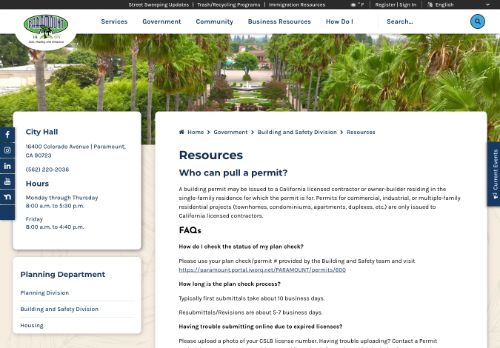 Street Sweeping Updates | Trash/Recycling Programs | Immigration Resources
° F | Register | Sign In | English
PARAMOUNT
Services Government Community Business Resources How Do I Search...
City Hall
16400 Colorado Avenue | Paramount,
CA 90723
(562) 220-2036
Hours
Monday through Thursday
8:00 a.m. to 5:30 p.m.
Friday
8:00 a.m. to 4:40 p.m.
Planning Department
Planning Division
Building and Safety Division
Housing
Home > Government > Building and Safety Division > Resources
Resources
Who can pull a permit?
A building permit may be issued to a California licensed contractor or owner-builder residing in the
single-family residence for which the permit is for. Permits for commercial, industrial, or multiple-family
residential projects (townhomes, condominiums, apartments, duplexes, etc.) are only issued to
California licensed contractors.
FAQs
How do I check the status of my plan check?
Please use your plan check/permit # provided by the Building and Safety team and visit
https://paramount.portal.iworq.net/PARAMOUNT/permits/600
How long is the plan check process?
Typically first submittals take about 10 business days.
Resubmittals/Revisions are about 5-7 business days.
Having trouble submitting online due to expired licenses?
Please upload a photo of your CSLB license number. Having trouble uploading? Contact a Permit
Current Events